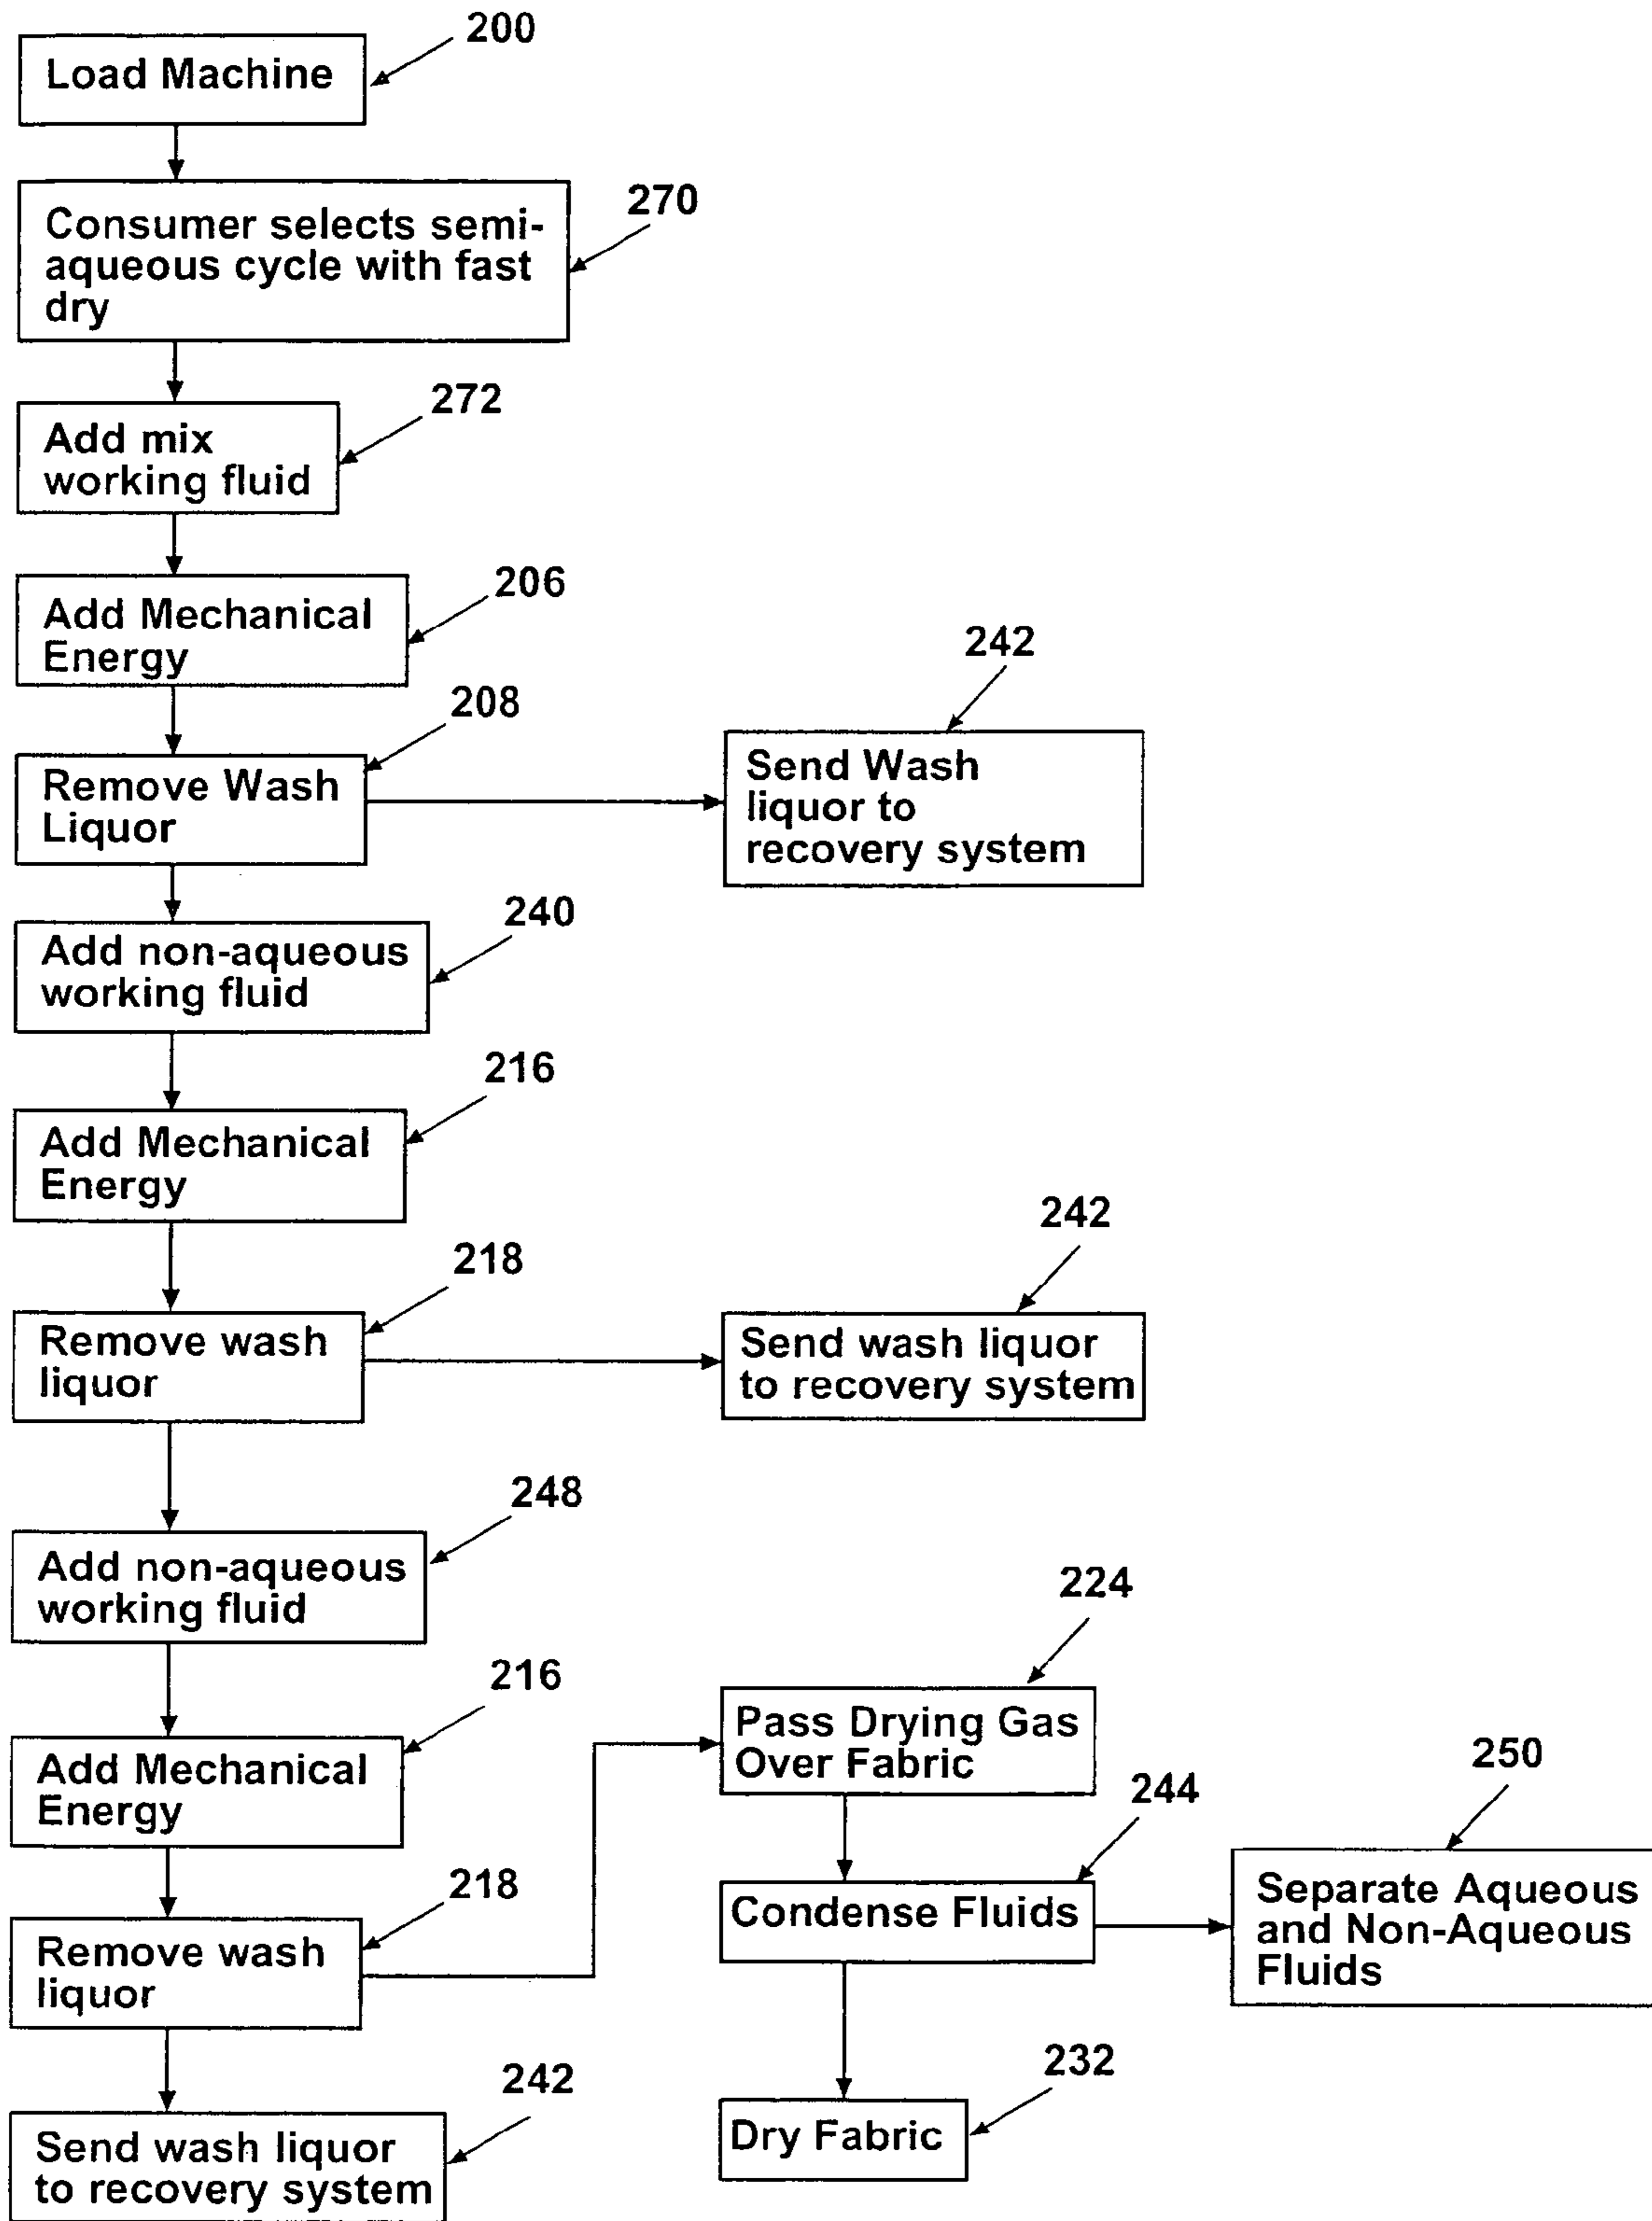 200
Load Machine
270
Consumer selects semi-
aqueous cycle with fast
dry
272
Add mix
working fluid
206
Add Mechanical
Energy
208
Remove Wash
Liquor
242
Send Wash
liquor to
recovery system
240
Add non-aqueous
working fluid
216
Add Mechanical
Energy
218
Remove wash
liquor
242
Send wash liquor
to recovery system
248
Add non-aqueous
working fluid
216
Add Mechanical
Energy
218
Remove wash
liquor
242
Send wash liquor
to recovery system
224
Pass Drying Gas
Over Fabric
244
Condense Fluids
250
Separate Aqueous
and Non-Aqueous
Fluids
232
Dry Fabric